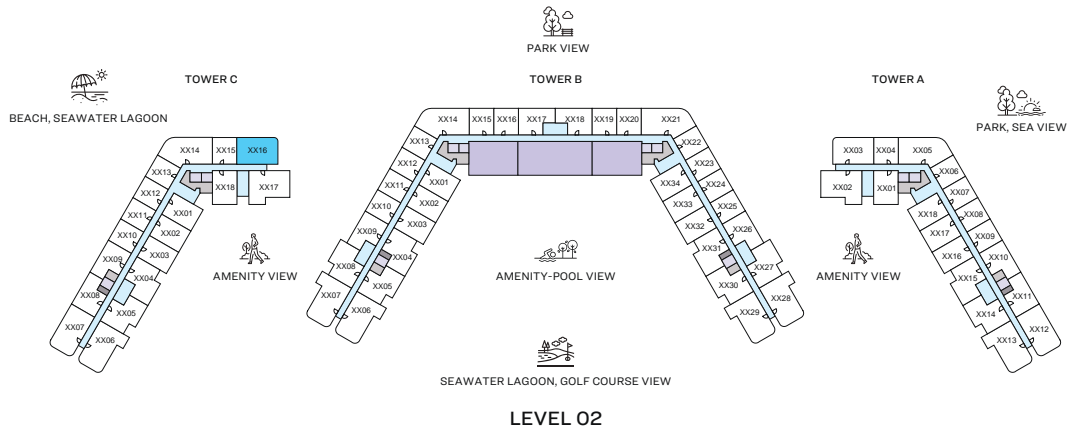 PARK VIEW
TOWER C
TOWER B
TOWER A
BEACH, SEAWATER LAGOON
PARK, SEA VIEW
XX14
XX15
XX16
XX13
XX12
XX11
XX10
XX09
XX08
XX07
XX06
XX05
XX04
XX03
XX02
XX01
XX18
XX17
AMENITY VIEW
XX14
XX15
XX16
XX17
XX18
XX19
XX20
XX21
XX13
XX12
XX11
XX10
XX09
XX08
XX07
XX06
XX05
XX04
XX03
XX02
XX01
XX22
XX23
XX24
XX25
XX26
XX27
XX28
XX29
XX30
XX31
XX32
XX33
XX34
AMENITY-POOL VIEW
XX03
XX04
XX05
XX02
XX01
XX06
XX07
XX08
XX09
XX10
XX11
XX12
XX13
XX14
XX15
XX16
XX17
XX18
AMENITY VIEW
SEAWATER LAGOON, GOLF COURSE VIEW
LEVEL 02